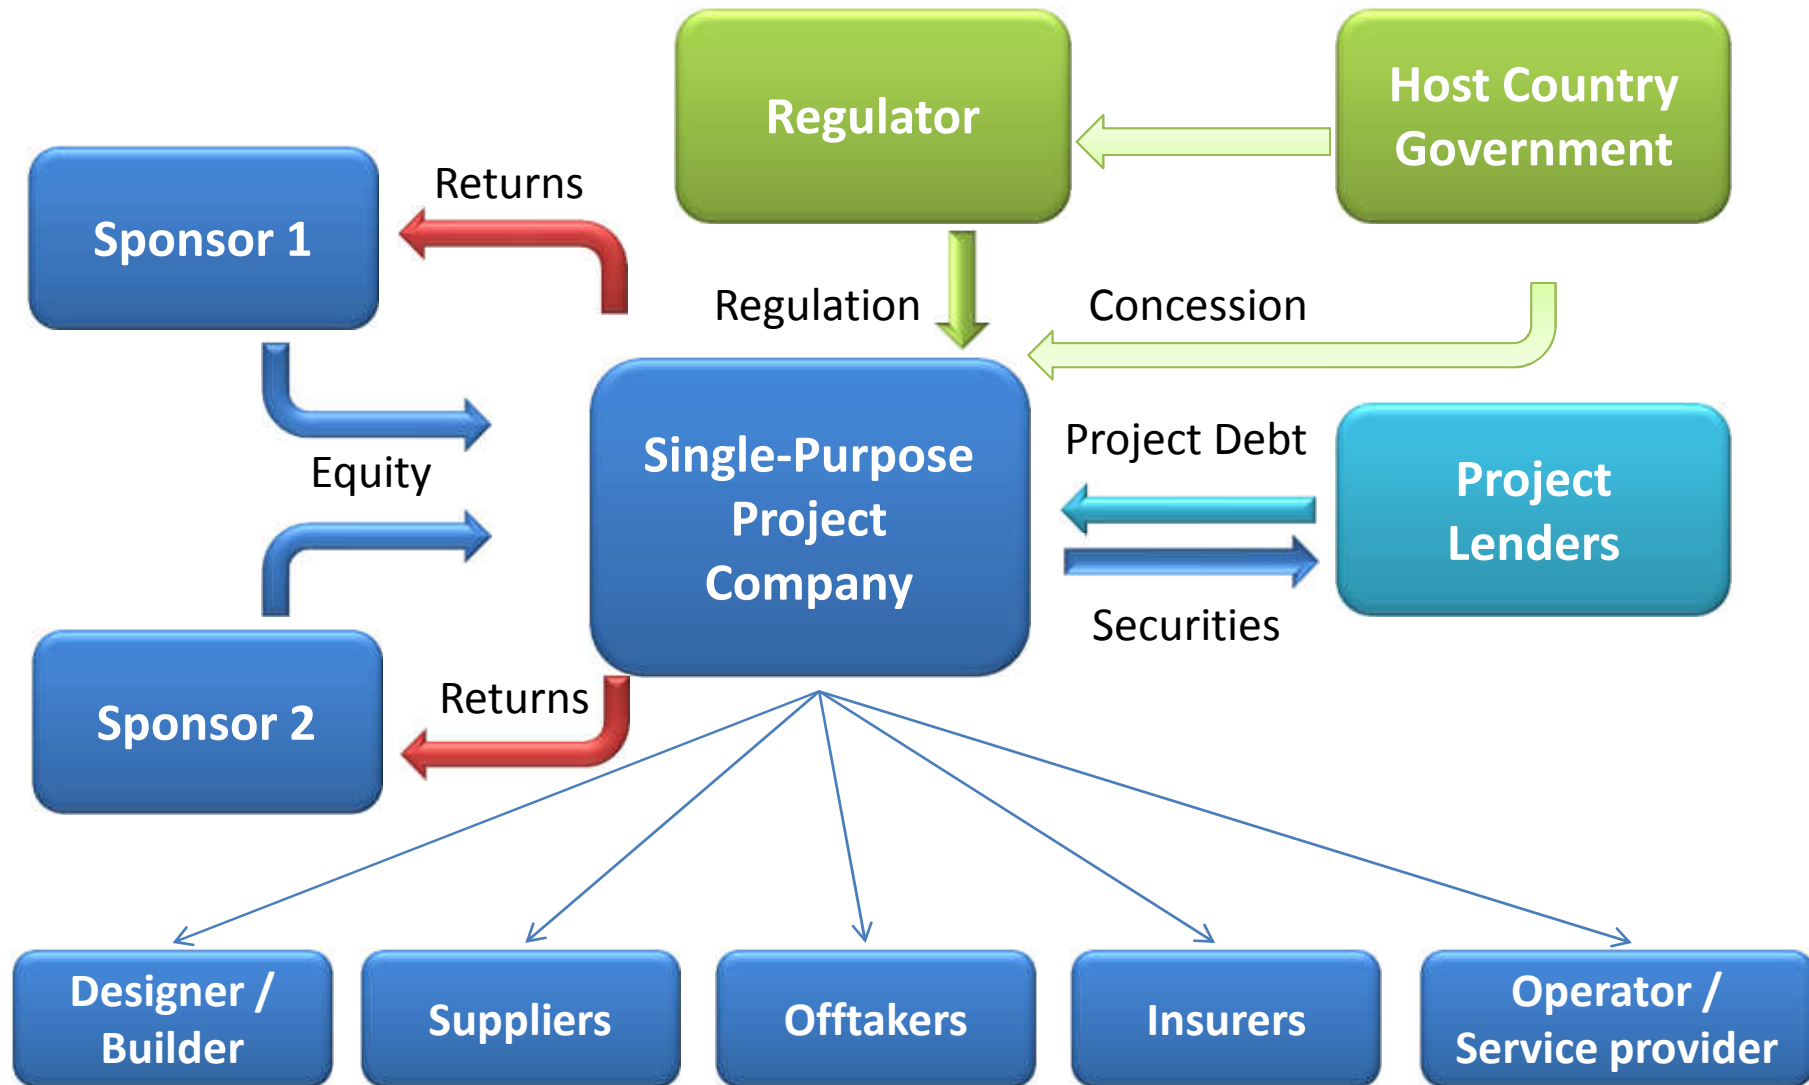 Regulator
Host Country
Government
Sponsor 1
Returns
Regulation
Concession
Equity
Single-Purpose
Project
Company
Project Debt
Securities
Project
Lenders
Sponsor 2
Returns
Designer /
Builder
Suppliers
Offtakers
Insurers
Operator /
Service provider